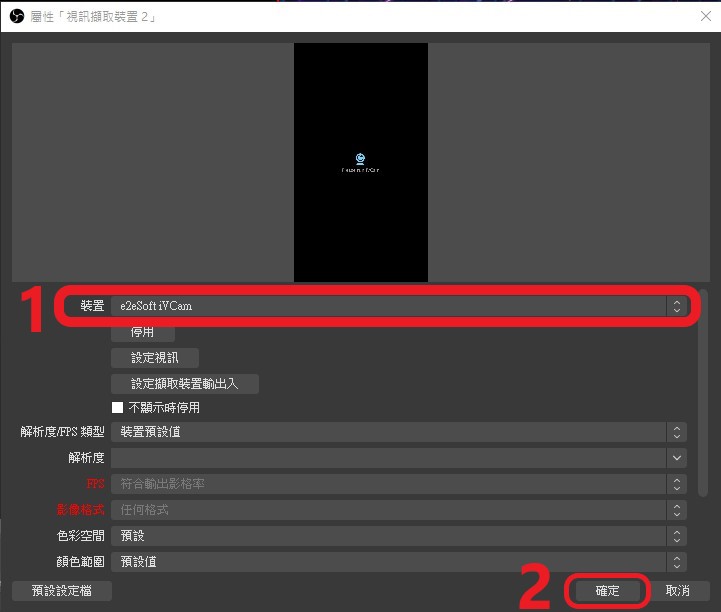 屬性「視訊擷取裝置 2」
1
裝置 e2eSoft iVCam
停用
設定視訊
設定擷取裝置輸出入
不顯示時停用
解析度/FPS 類型 裝置預設值
解析度
FPS 符合輸出影格率
影像格式 任何格式
色彩空間 預設
顏色範圍 預設值
預設設定檔 2 確定 取消